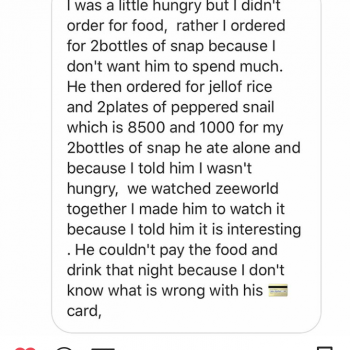 I was a little hungry but I didn't
order for food,  rather I ordered
for 2bottles of snap because I
don't want him to spend much.
He then ordered for jellof rice
and 2plates of peppered snail
which is 8500 and 1000 for my
2bottles of snap he ate alone and
because I told him I wasn't
hungry,  we watched zeeworld
together I made him to watch it
because I told him it is interesting
. He couldn't pay the food and
drink that night because I don't
know what is wrong with his 💳
card,